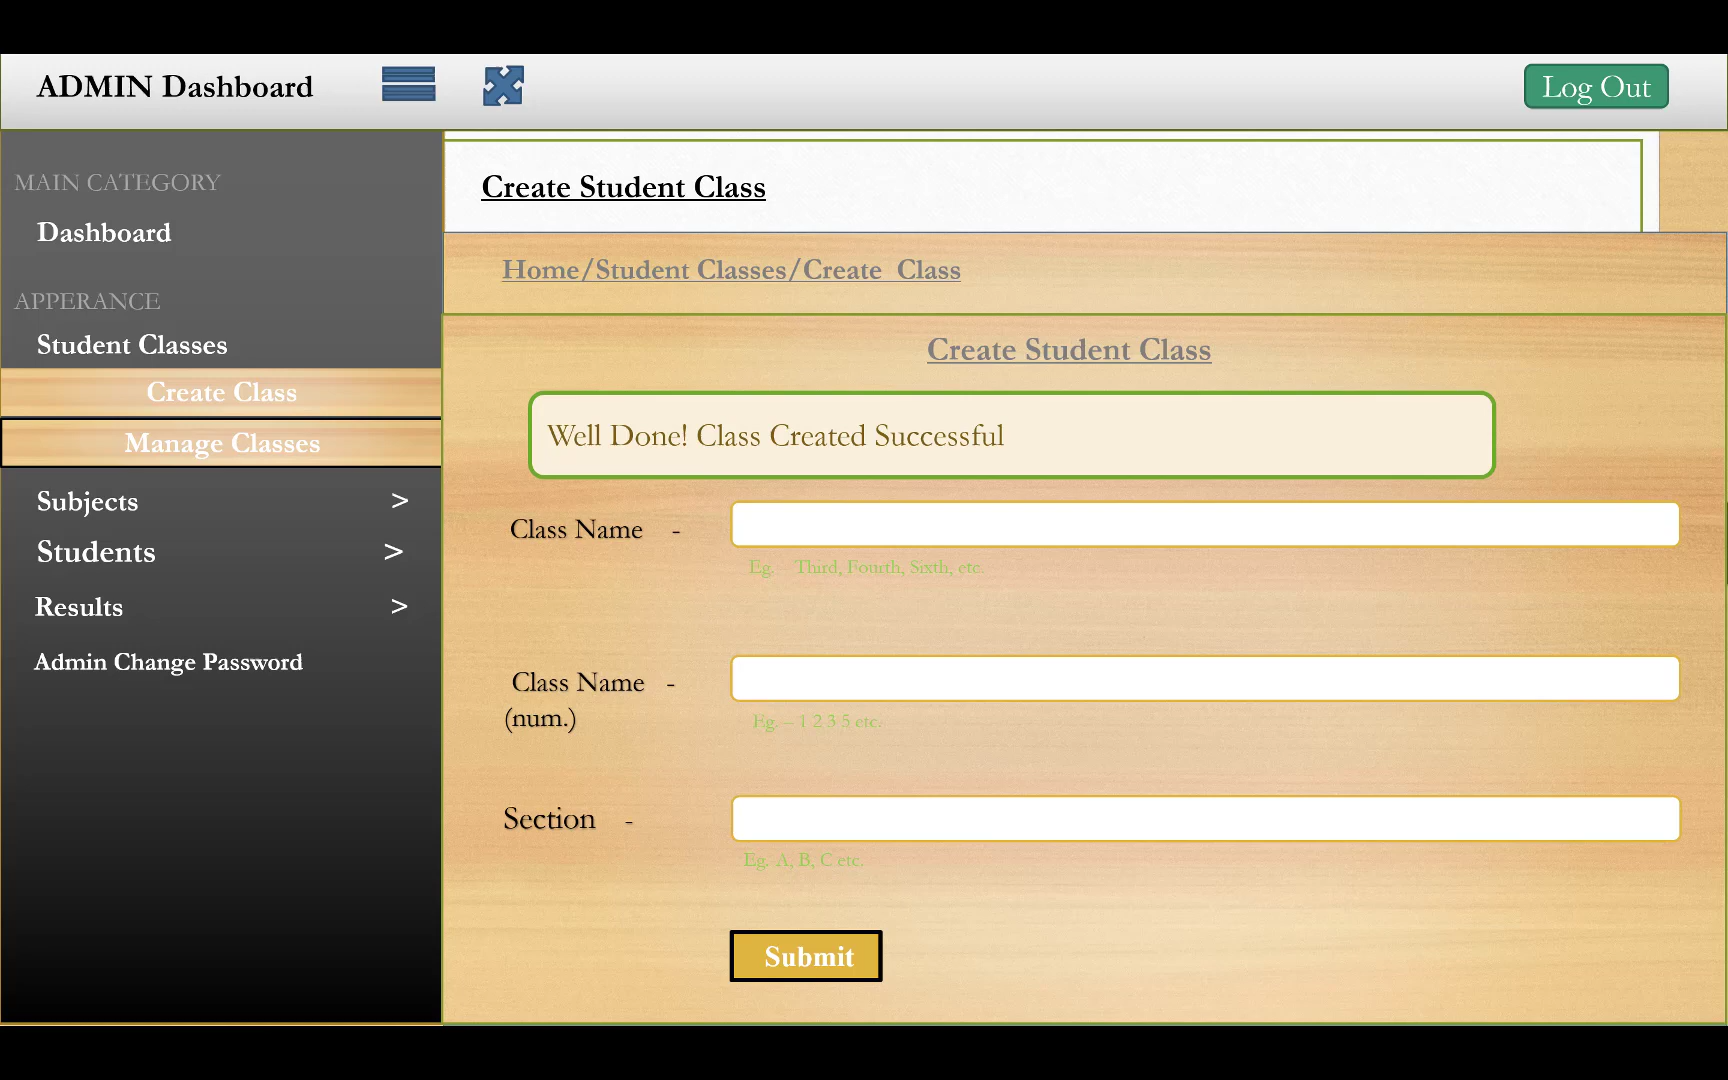 ADMIN Dashboard
Log Out
MAIN CATEGORY
Dashboard
APPERANCE
Student Classes
Create Class
Manage Classes
Subjects >
Students >
Results >
Admin Change Password
Create Student Class
Home/Student Classes/Create  Class
Create Student Class
Well Done! Class Created Successful
Class Name -
Eg. Third, Fourth, Sixth, etc.
Class Name -
(num.)
Eg. – 1 2 3 5 etc.
Section -
Eg. A, B, C etc.
Submit